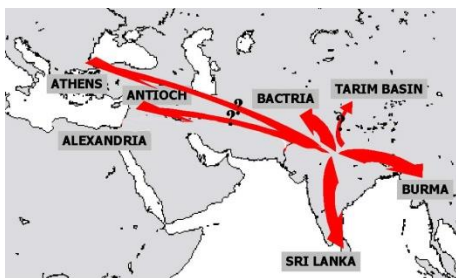 ATHENS
ANTIOCH
BACTRIA
TARIM BASIN
ALEXANDRIA
BURMA
SRI LANKA
?
?
?